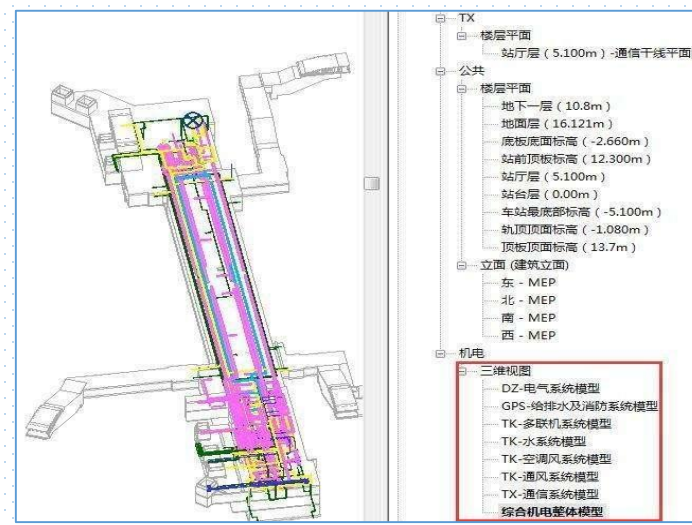 TX
楼层平面
站厅层（5.100m）-通信干线平面
公共
楼层平面
地下一层（10.8m）
地面层（16.121m）
底板底面标高（-2.660m）
站前顶板标高（12.300m）
站厅层（5.100m）
站台层（0.00m）
车站最底部标高（-5.100m）
轨顶顶面标高（-1.080m）
顶板顶面标高（13.7m）
立面 (建筑立面)
东 - MEP
北 - MEP
南 - MEP
西 - MEP
机电
三维视图
DZ-电气系统模型
GPS-给排水及消防系统模型
TK-多联机系统模型
TK-水系统模型
TK-空调风系统模型
TK-通风系统模型
TX-通信系统模型
综合机电整体模型